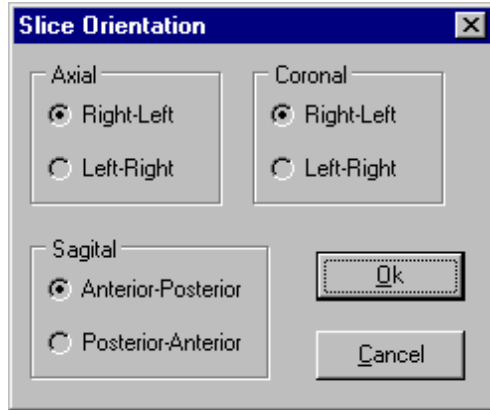 Slice Orientation
Axial
Right-Left
Left-Right
Coronal
Right-Left
Left-Right
Sagital
Anterior-Posterior
Posterior-Anterior
Ok
Cancel